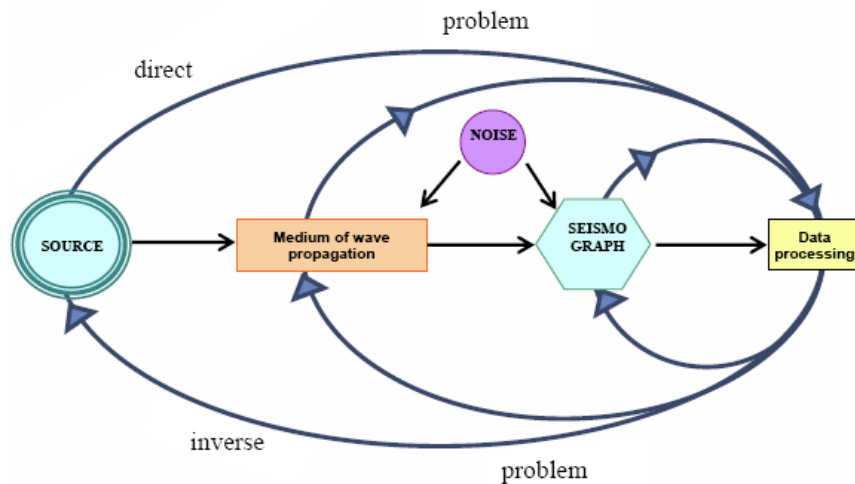 problem
direct
NOISE
SOURCE
Medium of wave
propagation
SEISMO
GRAPH
Data
processing
inverse
problem